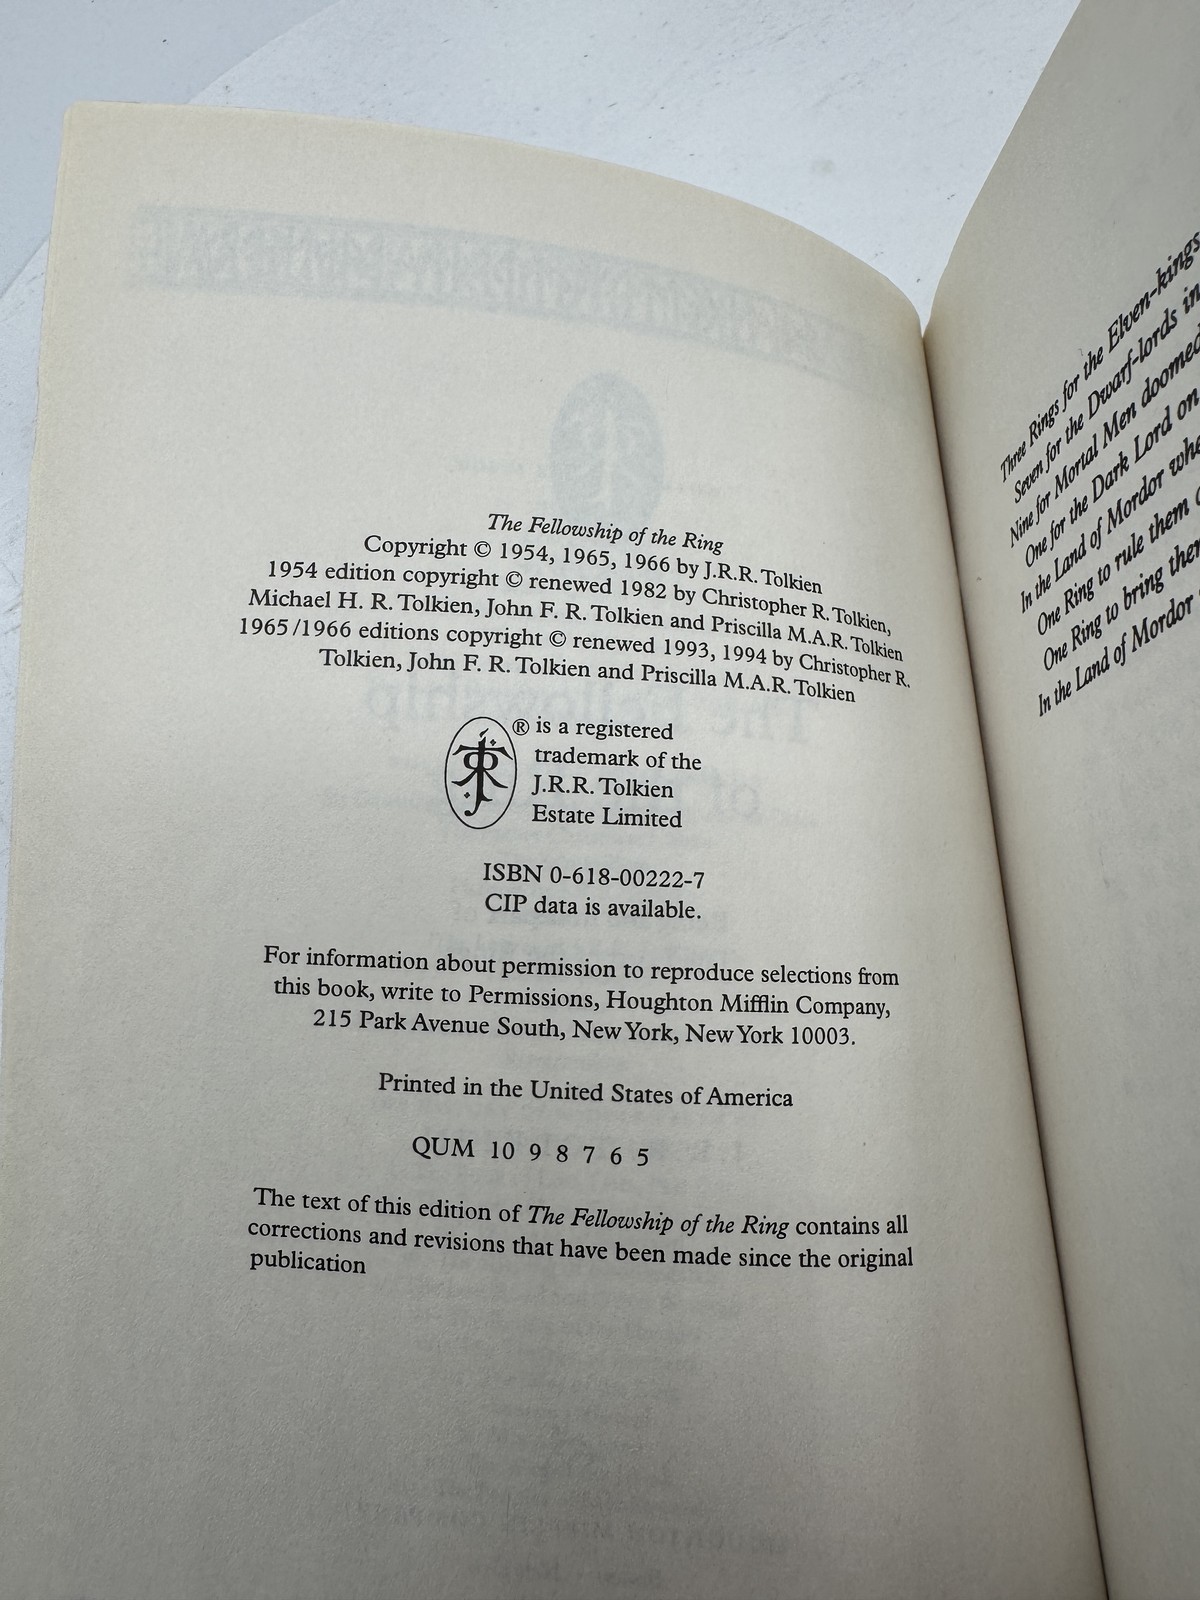 The Fellowship of the Ring
Copyright © 1954, 1965, 1966 by J.R.R. Tolkien
1954 edition copyright © renewed 1982 by Christopher R. Tolkien,
Michael H. R. Tolkien, John F. R. Tolkien and Priscilla M.A.R. Tolkien
1965/1966 editions copyright © renewed 1993, 1994 by Christopher R.
Tolkien, John F. R. Tolkien and Priscilla M.A.R. Tolkien
® is a registered
trademark of the
J.R.R. Tolkien
Estate Limited
ISBN 0-618-00222-7
CIP data is available.
For information about permission to reproduce selections from
this book, write to Permissions, Houghton Mifflin Company,
215 Park Avenue South, New York, New York 10003.
Printed in the United States of America
QUM 10 9 8 7 6 5
The text of this edition of The Fellowship of the Ring contains all
corrections and revisions that have been made since the original
publication
Three Rings for the Elven-kings
Seven for the Dwarf-lords in
Nine for Mortal Men doomed
One for the Dark Lord on
In the Land of Mordor
One Ring to rule them
One Ring to bring
In the Land of Mordor